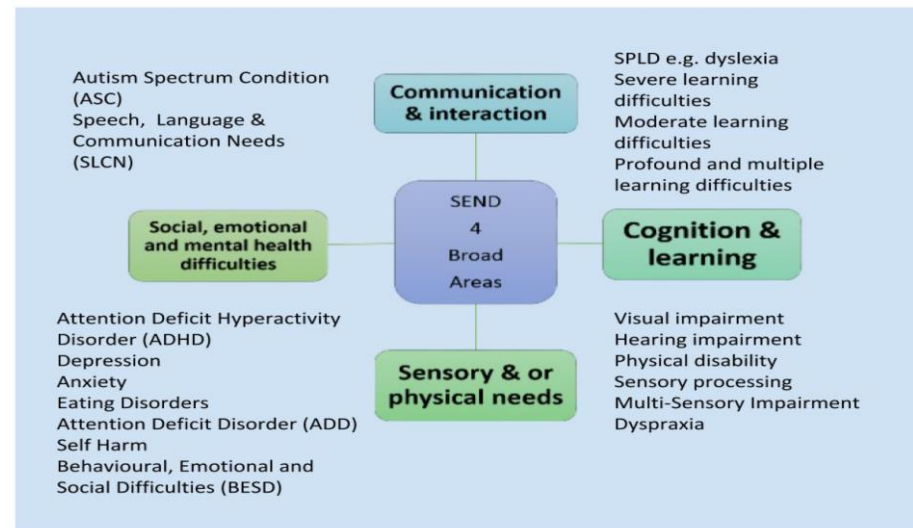 Autism Spectrum Condition
(ASC)
Speech, Language &
Communication Needs
(SLCN)
Communication
& interaction
SPLD e.g. dyslexia
Severe learning
difficulties
Moderate learning
difficulties
Profound and multiple
learning difficulties
Social, emotional
and mental health
difficulties
SEND
4
Broad
Areas
Cognition &
learning
Attention Deficit Hyperactivity
Disorder (ADHD)
Depression
Anxiety
Eating Disorders
Attention Deficit Disorder (ADD)
Self Harm
Behavioural, Emotional and
Social Difficulties (BESD)
Sensory & or
physical needs
Visual impairment
Hearing impairment
Physical disability
Sensory processing
Multi-Sensory Impairment
Dyspraxia